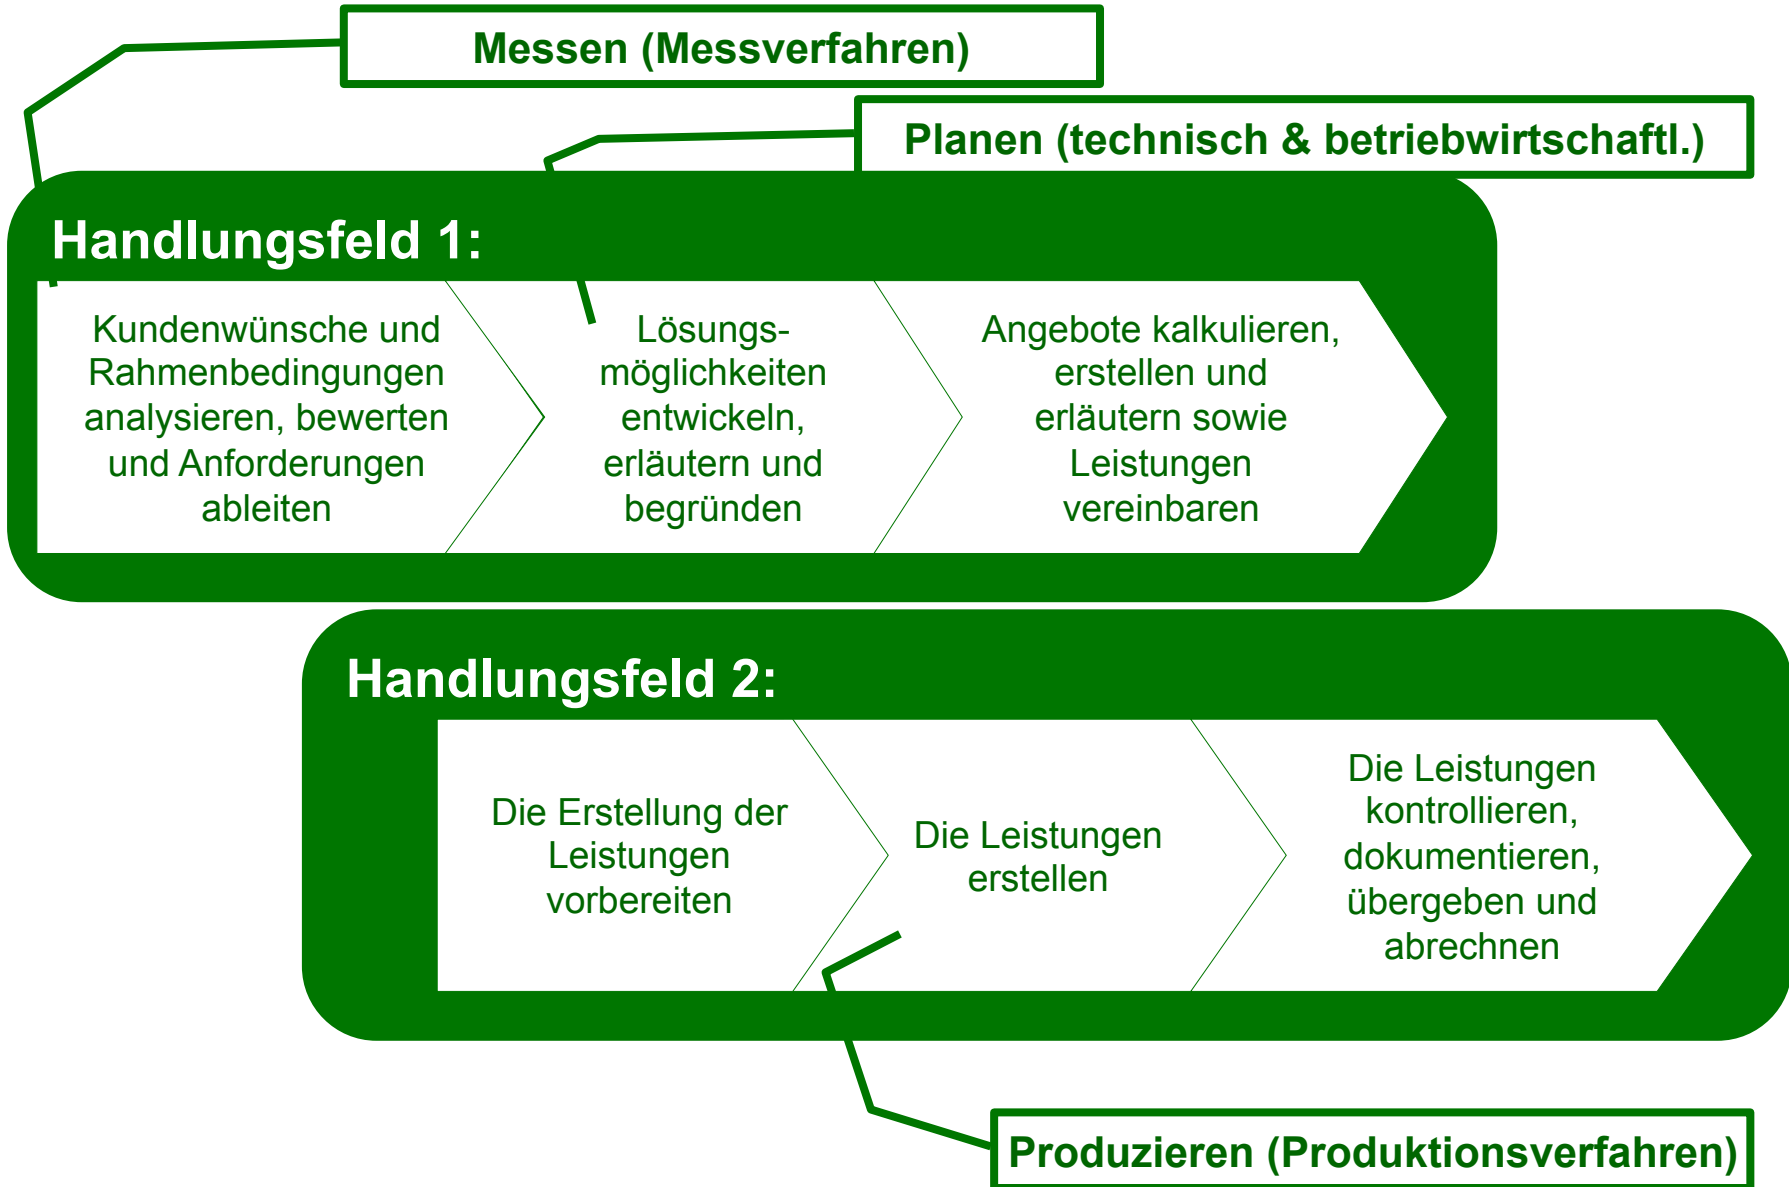 Messen (Messverfahren)
Planen (technisch & betriebwirtschaftl.)
Handlungsfeld 1:
Kundenwünsche und
Rahmenbedingungen
analysieren, bewerten
und Anforderungen
ableiten
Lösungs-
möglichkeiten
entwickeln,
erläutern und
begründen
Angebote kalkulieren,
erstellen und
erläutern sowie
Leistungen
vereinbaren
Handlungsfeld 2:
Die Erstellung der
Leistungen
vorbereiten
Die Leistungen
erstellen
Die Leistungen
kontrollieren,
dokumentieren,
übergeben und
abrechnen
Produzieren (Produktionsverfahren)